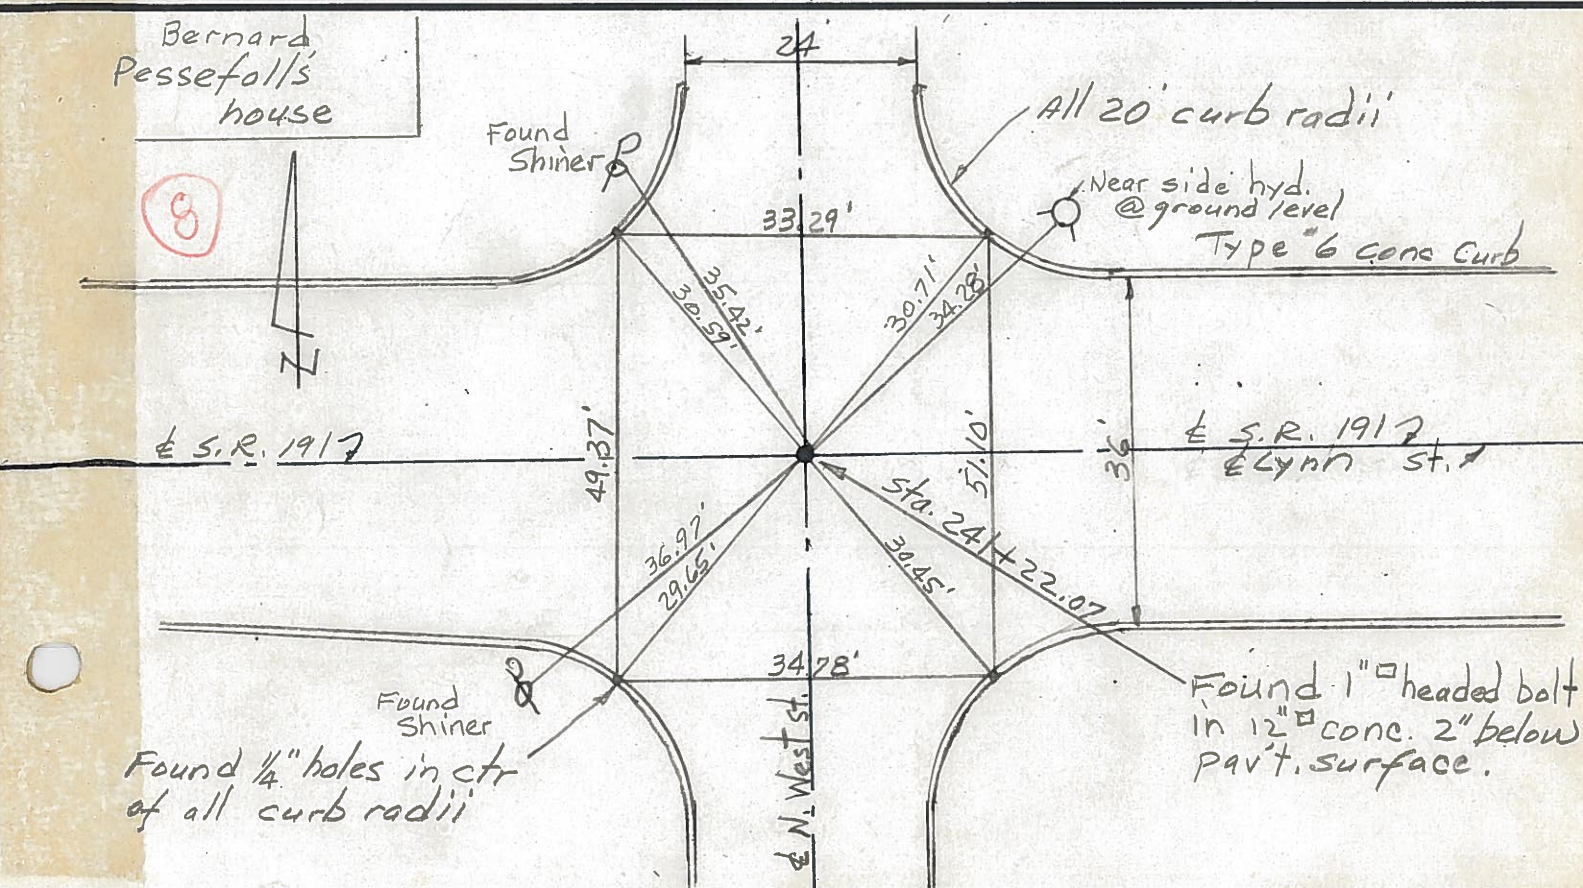 Bernard
Pessefall's
house
8
24'
All 20' curb radii
Found
Shiner
Near side hyd.
@ ground level
Type #6 conc Curb
33.29'
35.42'
30.59'
30.71'
34.28'
N
49.37'
51.10'
36'
℄ S.R. 1917
℄ S.R. 1917
℄ Lynn St.
Sta. 241+22.07
36.97'
29.65'
30.45'
34.78'
Found
Shiner
Found 1/4" holes in ctr
of all curb radii
℄ N. West St.
Found 1" □ headed bolt
in 12" □ conc. 2" below
pav't. surface.